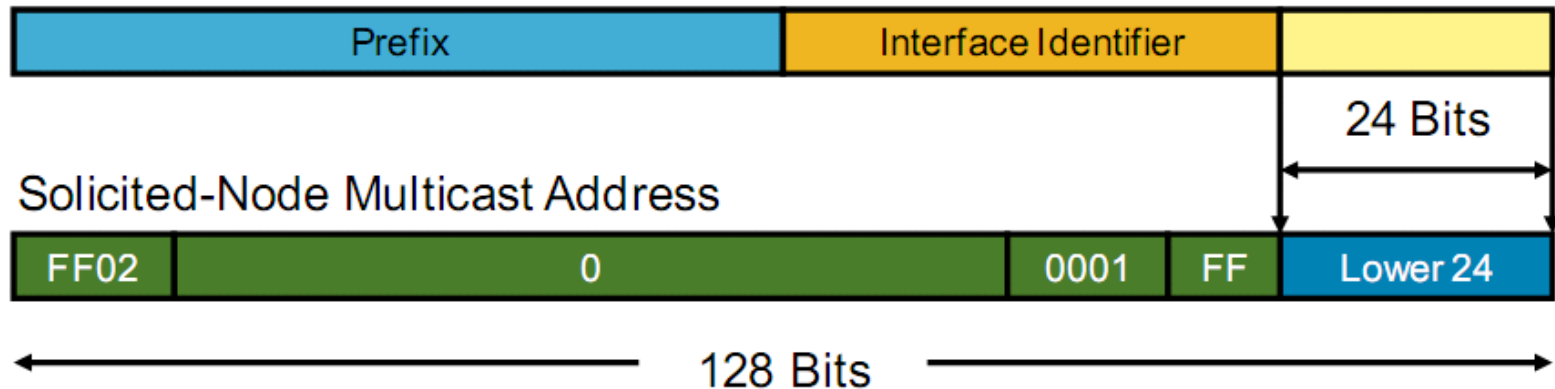 Prefix Interface Identifier
24 Bits
Solicited-Node Multicast Address
FF02 0 0001 FF Lower 24
128 Bits